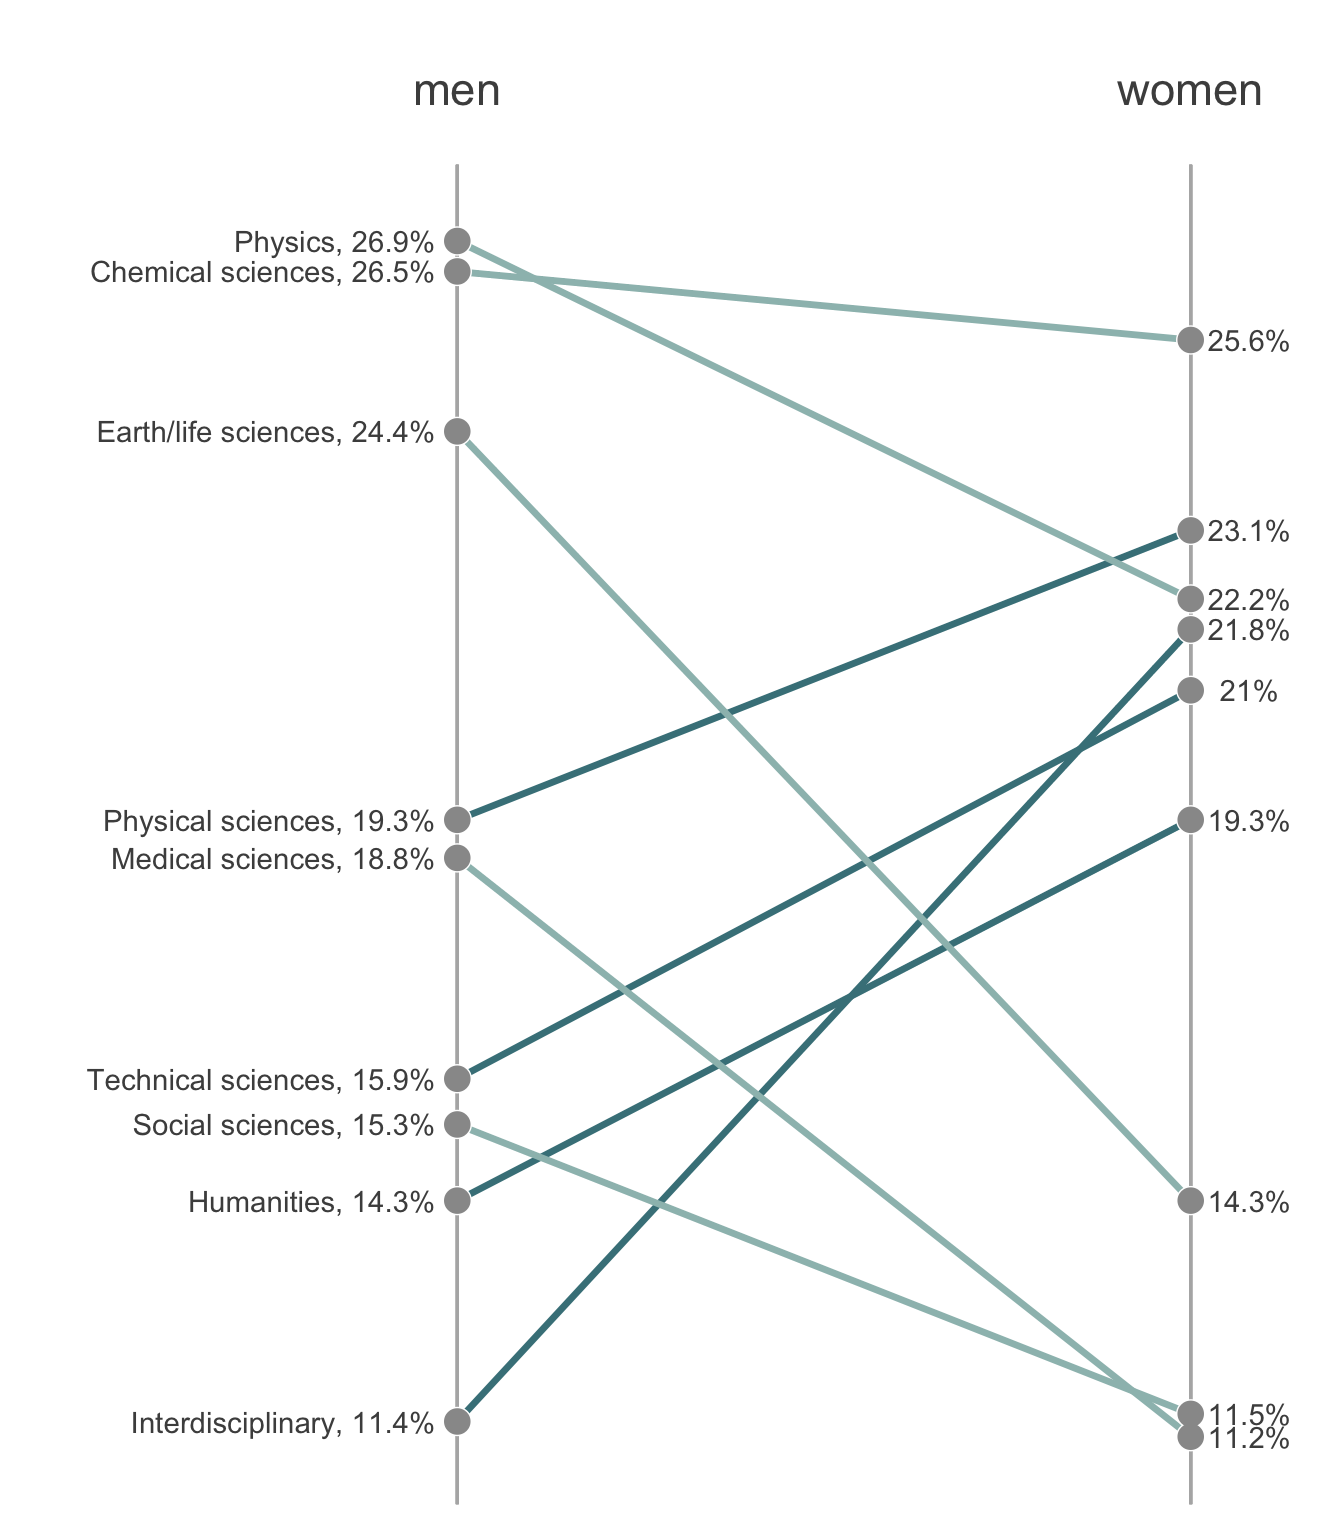 men
women
Physics, 26.9%
Chemical sciences, 26.5%
25.6%
Earth/life sciences, 24.4%
23.1%
22.2%
21.8%
21%
Physical sciences, 19.3%
19.3%
Medical sciences, 18.8%
Technical sciences, 15.9%
Social sciences, 15.3%
Humanities, 14.3%
14.3%
Interdisciplinary, 11.4%
11.5%
11.2%